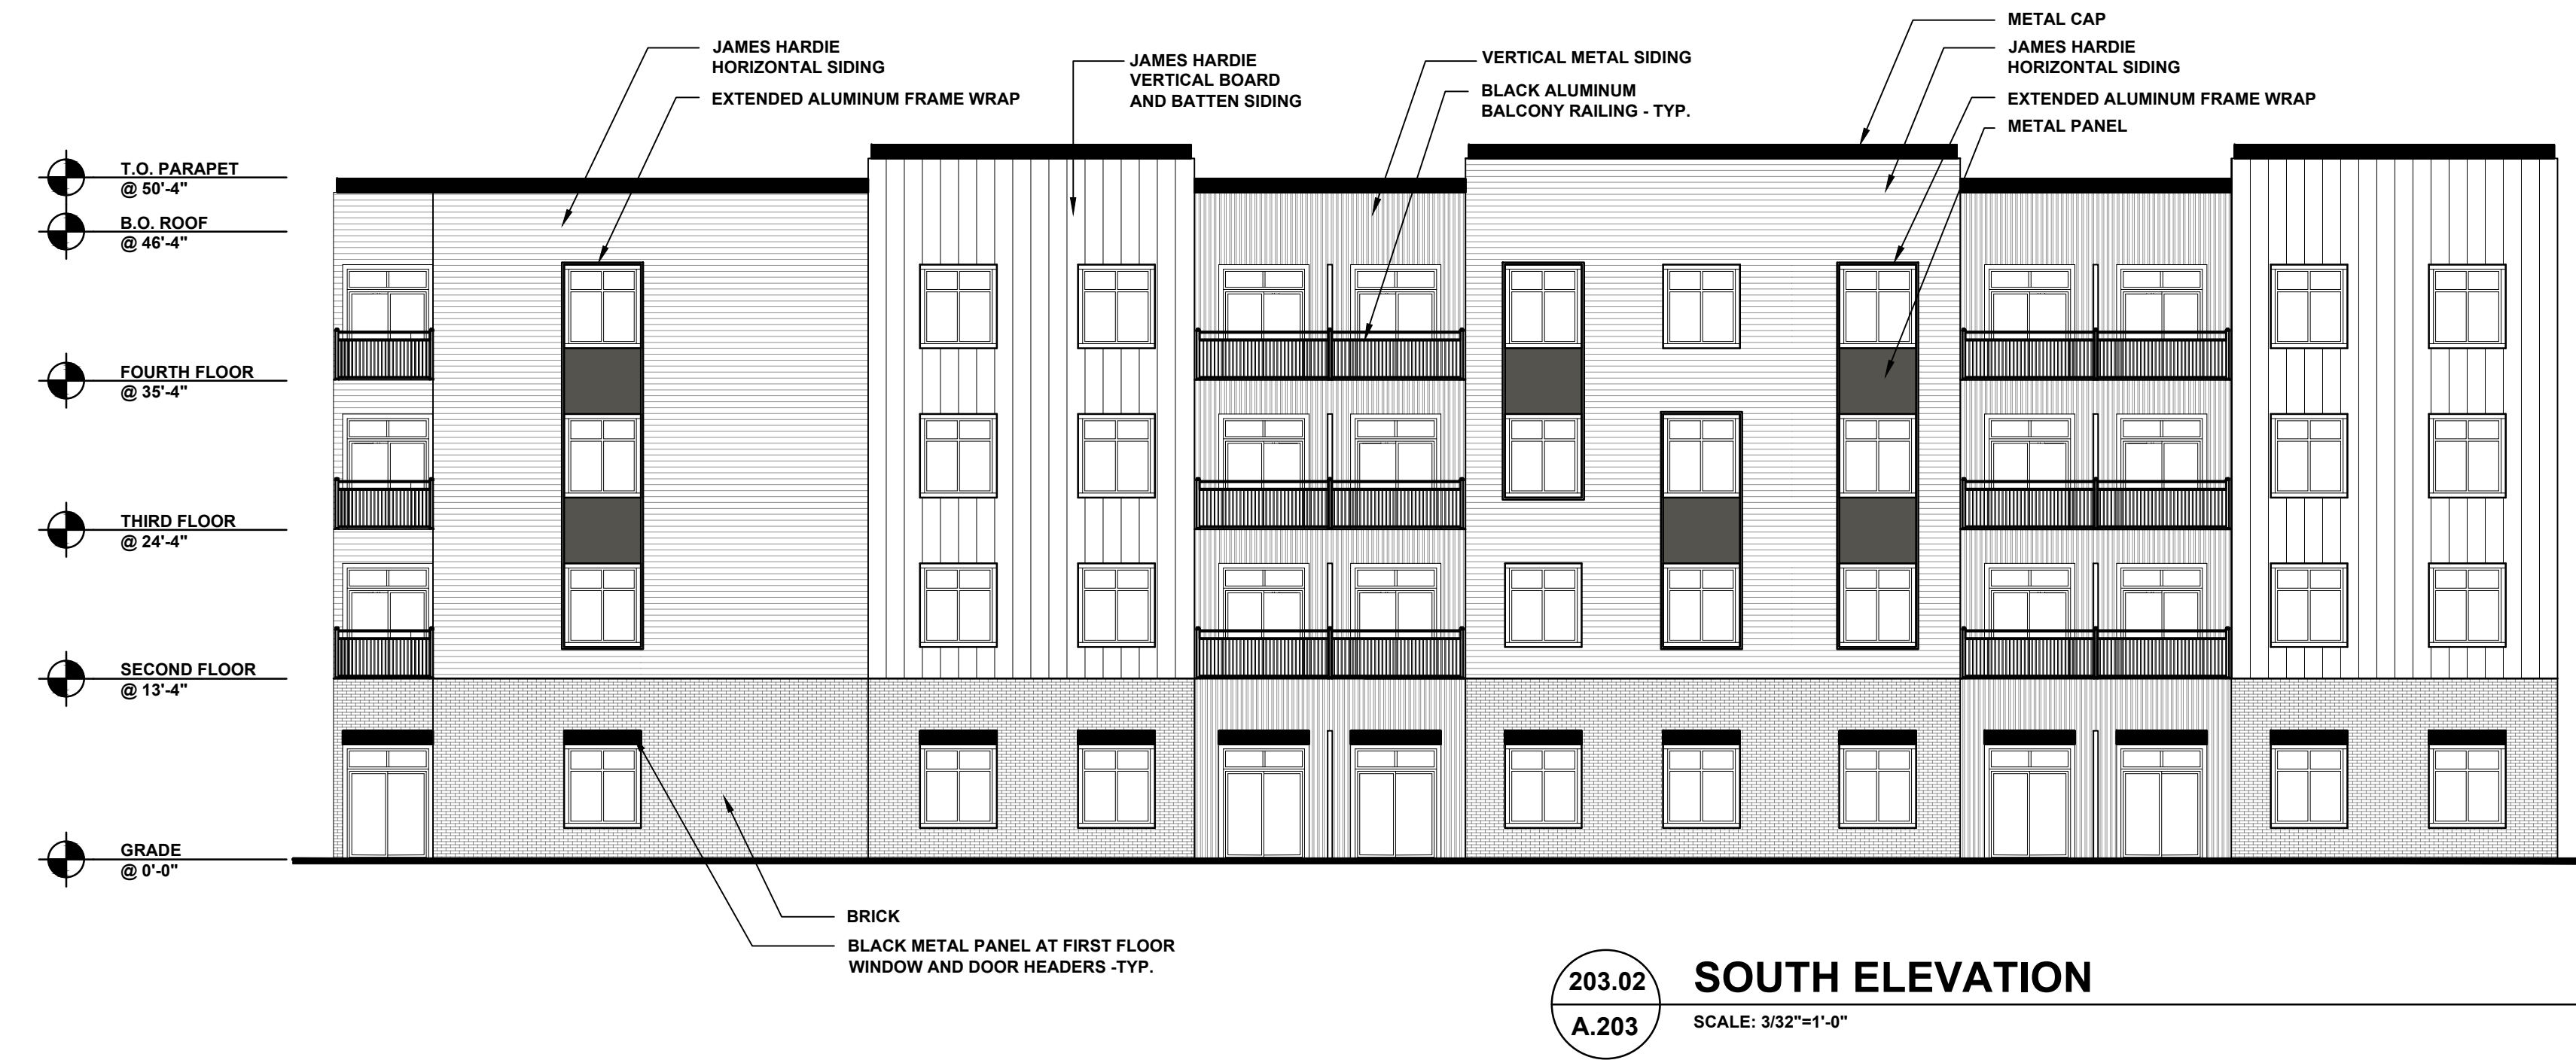 METAL CAP
JAMES HARDIE
HORIZONTAL SIDING
JAMES HARDIE
VERTICAL BOARD
AND BATTEN SIDING
VERTICAL METAL SIDING
JAMES HARDIE
HORIZONTAL SIDING
EXTENDED ALUMINUM FRAME WRAP
BLACK ALUMINUM
BALCONY RAILING - TYP.
EXTENDED ALUMINUM FRAME WRAP
METAL PANEL
T.O. PARAPET
@ 50'-4"
B.O. ROOF
@ 46'-4"
FOURTH FLOOR
@ 35'-4"
THIRD FLOOR
@ 24'-4"
SECOND FLOOR
@ 13'-4"
GRADE
@ 0'-0"
BRICK
BLACK METAL PANEL AT FIRST FLOOR
WINDOW AND DOOR HEADERS -TYP.
203.02
A.203
SOUTH ELEVATION
SCALE: 3/32"=1'-0"